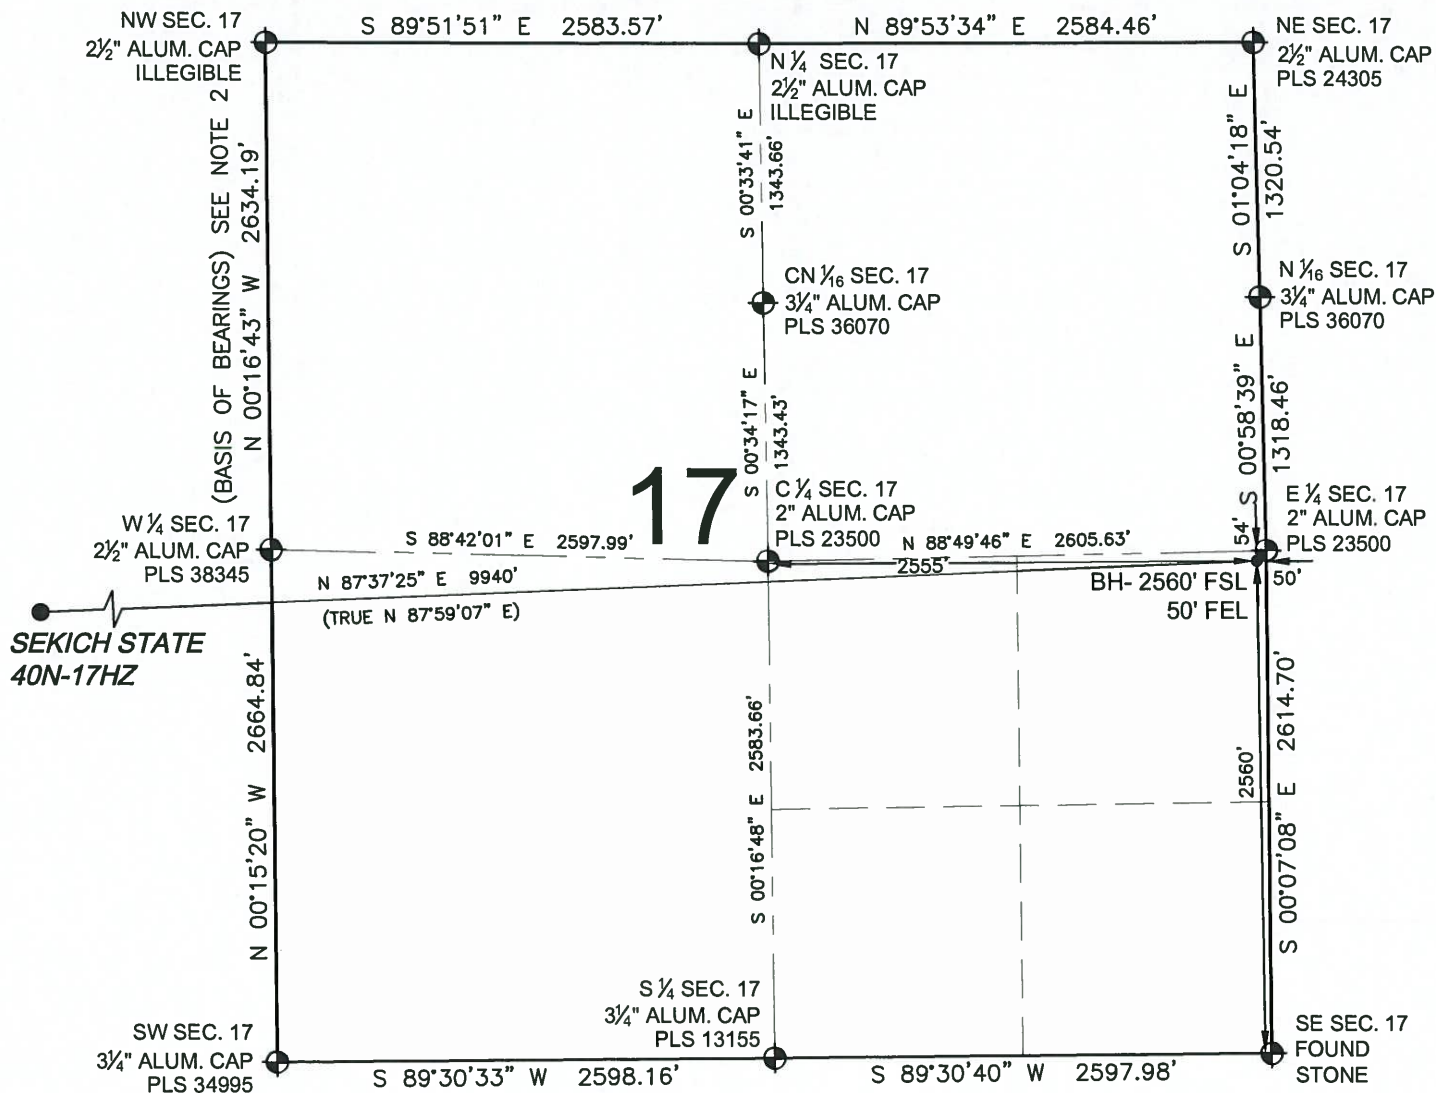 NW SEC. 17
2½" ALUM. CAP
ILLEGIBLE
S 89°51'51" E 2583.57'
N 89°53'34" E 2584.46'
NE SEC. 17
2½" ALUM. CAP
PLS 24305
N ¼ SEC. 17
2½" ALUM. CAP
ILLEGIBLE
(BASIS OF BEARINGS) SEE NOTE 2
N 00°16'43" W 2634.19'
S 00°33'41" E
1343.66'
S 01°04'18" E
1320.54'
CN 1⁄16 SEC. 17
3¼" ALUM. CAP
PLS 36070
N 1⁄16 SEC. 17
3¼" ALUM. CAP
PLS 36070
S 00°34'17" E
1343.43'
S 00°58'39" E
1318.46'
17
C ¼ SEC. 17
2" ALUM. CAP
PLS 23500
E ¼ SEC. 17
2" ALUM. CAP
PLS 23500
W ¼ SEC. 17
2½" ALUM. CAP
PLS 38345
S 88°42'01" E 2597.99'
N 88°49'46" E 2605.63'
54'
2555'
50'
BH- 2560' FSL
50' FEL
N 87°37'25" E 9940'
(TRUE N 87°59'07" E)
SEKICH STATE
40N-17HZ
N 00°15'20" W 2664.84'
S 00°16'48" E 2583.66'
2560'
S 00°07'08" E 2614.70'
S ¼ SEC. 17
3¼" ALUM. CAP
PLS 13155
SW SEC. 17
3¼" ALUM. CAP
PLS 34995
S 89°30'33" W 2598.16'
S 89°30'40" W 2597.98'
SE SEC. 17
FOUND
STONE